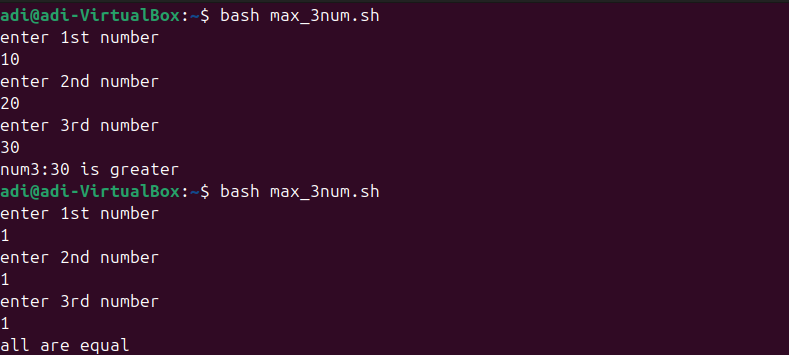 adi@adi-VirtualBox:~$ bash max_3num.sh
enter 1st number
10
enter 2nd number
20
enter 3rd number
30
num3:30 is greater
adi@adi-VirtualBox:~$ bash max_3num.sh
enter 1st number
1
enter 2nd number
1
enter 3rd number
1
all are equal